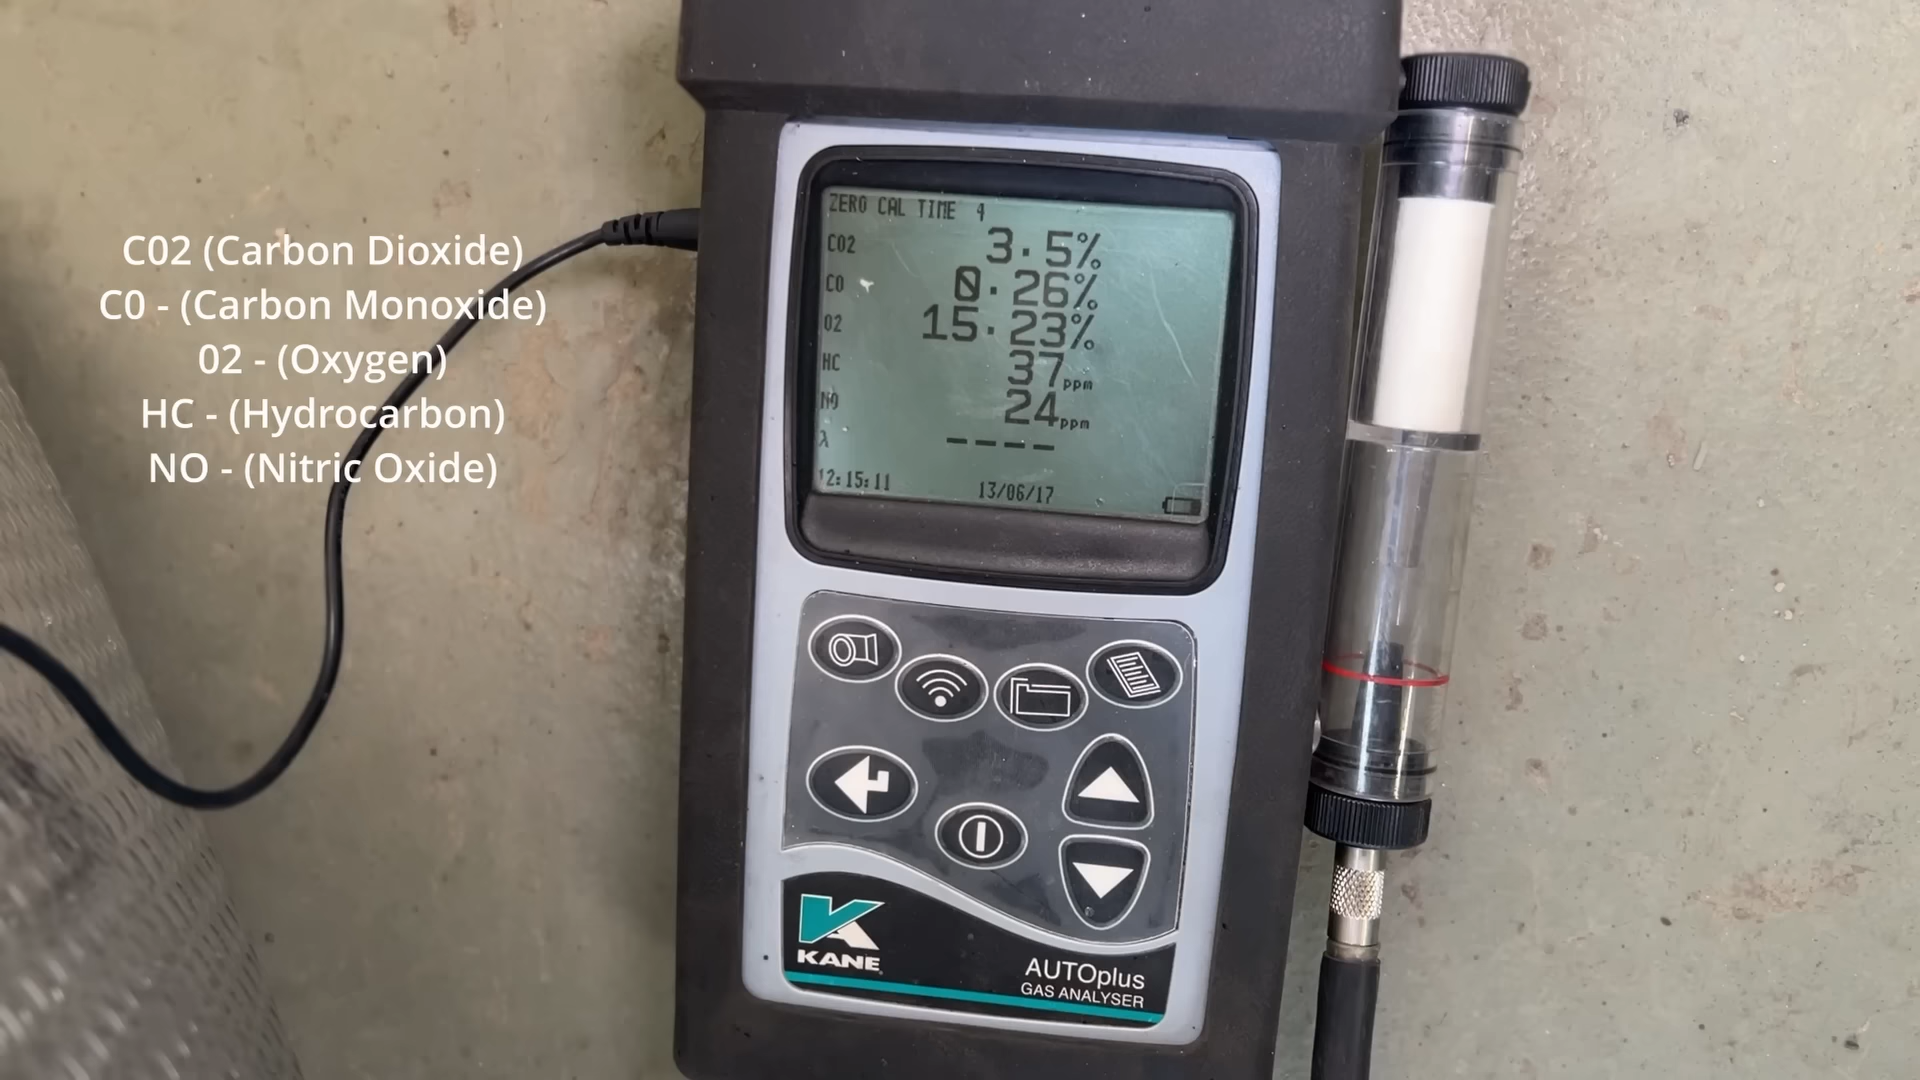 C02 (Carbon Dioxide)
C0 - (Carbon Monoxide)
02 - (Oxygen)
HC - (Hydrocarbon)
NO - (Nitric Oxide)
ZERO CAL TIME 4
CO2 3.5%
CO 0.26%
O2 15.23%
HC 37ppm
NO 24ppm
λ ----
12:15:11 13/06/17
KANE
AUTOplus
GAS ANALYSER